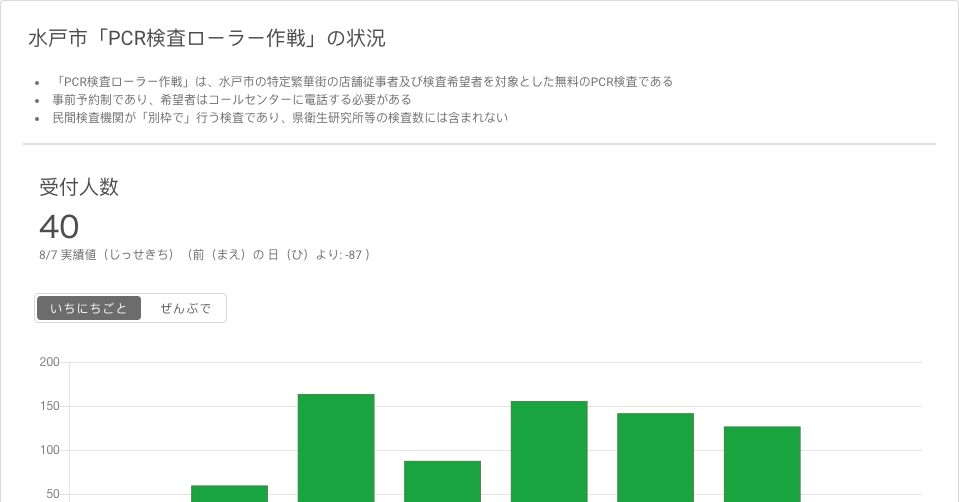 水戸市「PCR検査ローラー作戦」の状況
「PCR検査ローラー作戦」は、水戸市の特定繁華街の店舗従事者及び検査希望者を対象とした無料のPCR検査である
事前予約制であり、希望者はコールセンターに電話する必要がある
民間検査機関が「別枠で」行う検査であり、県衛生研究所等の検査数には含まれない
受付人数
40
8/7 実績値（じっせきち）（前（まえ）の 日（ひ）より: -87 ）
いちにちごと ぜんぶで
200
150
100
50